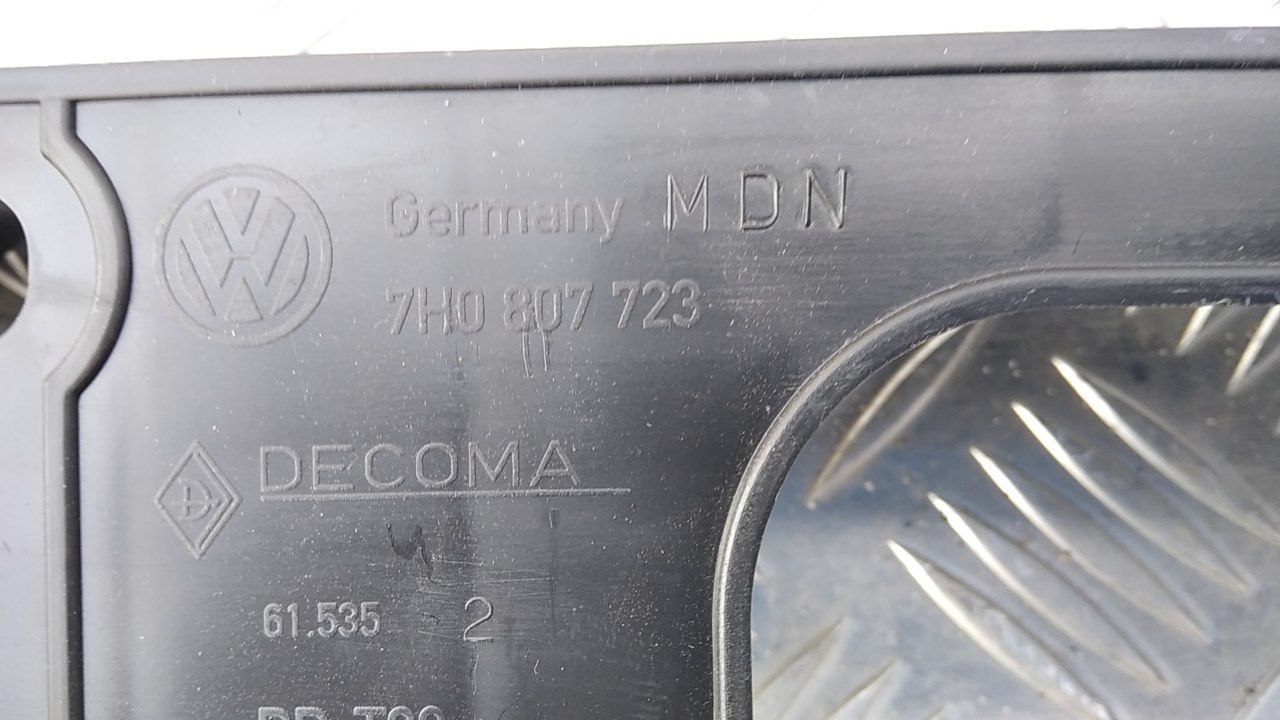 Germany MDN
7H0 807 723
DECOMA
61.535 2